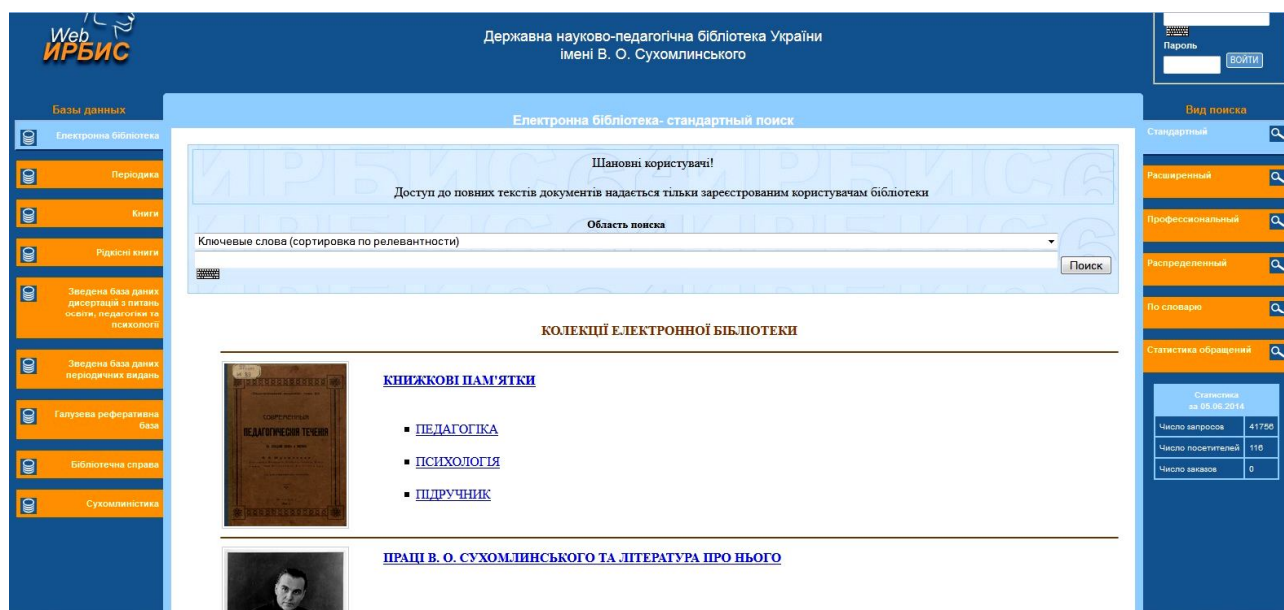 Web
ИРБИС
Державна науково-педагогічна бібліотека України
імені В. О. Сухомлинського
Пароль
ВОЙТИ
Базы данных
Електронна бібліотека
Періодика
Книги
Рідкісні книги
Зведена база даних
дисертацій з питань
освіти, педагогіки та
психології
Зведена база даних
періодичних видань
Галузева реферативна
база
Бібліотечна справа
Сухомлиністика
Електронна бібліотека- стандартный поиск
Шановні користувачі!
Доступ до повних текстів документів надається тільки зареєстрованим користувачам бібліотеки
Область поиска
Ключевые слова (сортировка по релевантности)
Поиск
КОЛЕКЦІЇ ЕЛЕКТРОННОЇ БІБЛІОТЕКИ
СОВРЕМЕННЫЯ
ПЕДАГОГИЧЕСКІЯ ТЕЧЕНІЯ
КНИЖКОВІ ПАМ'ЯТКИ
ПЕДАГОГІКА
ПСИХОЛОГІЯ
ПІДРУЧНИК
ПРАЦІ В. О. СУХОМЛИНСЬКОГО ТА ЛІТЕРАТУРА ПРО НЬОГО
Вид поиска
Стандартный
Расширенный
Профессиональный
Распределенный
По словарю
Статистика обращений
Статистика
за 05.06.2014
Число запросов 41756
Число посетителей 116
Число заказов 0